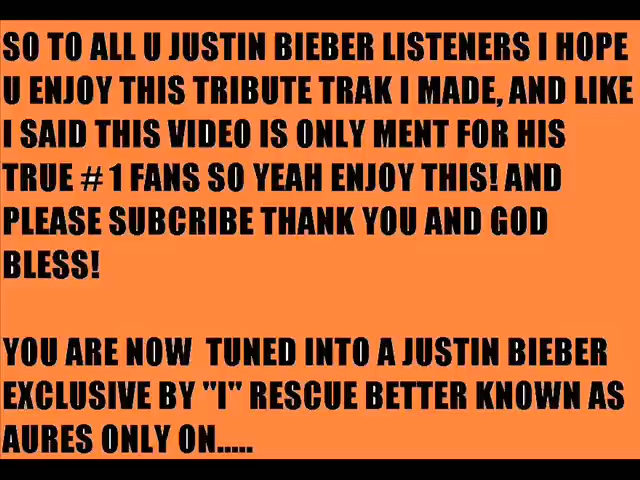 SO TO ALL U JUSTIN BIEBER LISTENERS I HOPE
U ENJOY THIS TRIBUTE TRAK I MADE, AND LIKE
I SAID THIS VIDEO IS ONLY MENT FOR HIS
TRUE #1 FANS SO YEAH ENJOY THIS! AND
PLEASE SUBCRIBE THANK YOU AND GOD
BLESS!
YOU ARE NOW TUNED INTO A JUSTIN BIEBER
EXCLUSIVE BY "I" RESCUE BETTER KNOWN AS
AURES ONLY ON.....